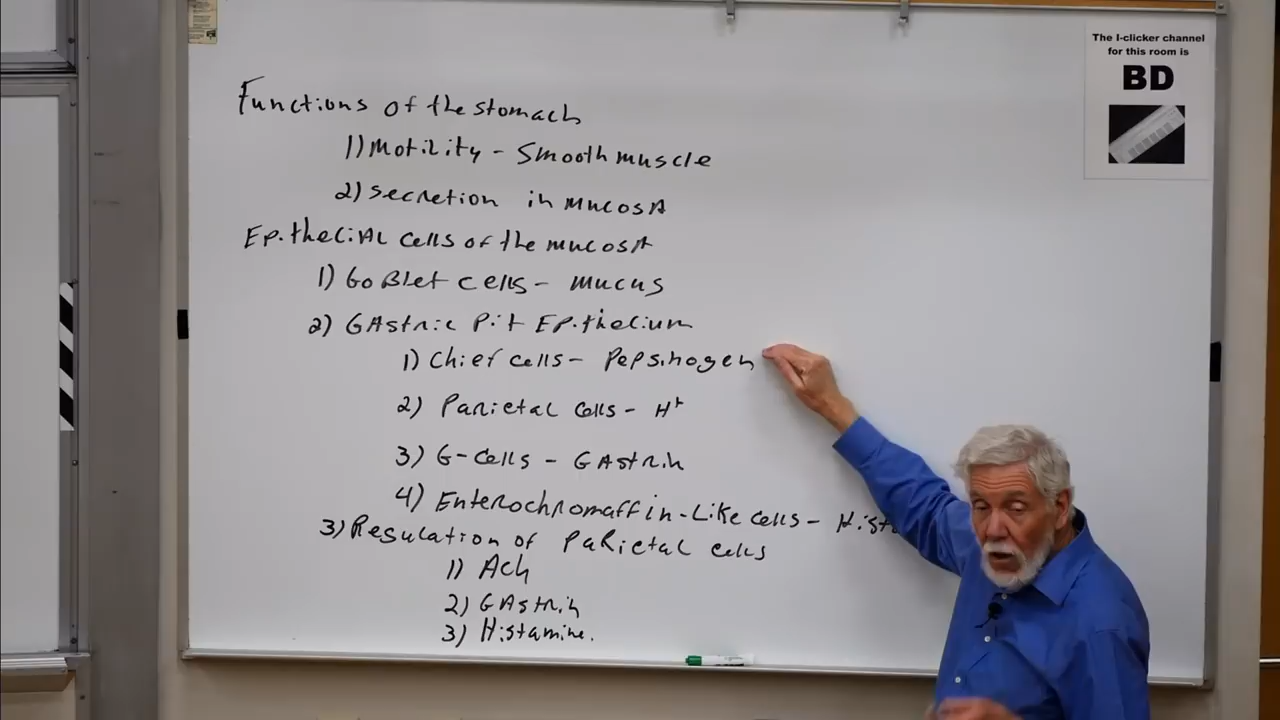 Functions of the stomach
1) Motility - Smooth muscle
2) secretion in mucosA
Epithelial cells of the mucosA
1) Goblet cells - mucus
2) GAstric Pit Epithelium
1) Chief cells - Pepsinogen
2) Parietal cells - H+
3) G-cells - GAstrin
4) Enterochromaffin-Like cells - Hist
3) Regulation of Parietal cells
1) Ach
2) GAstrin
3) Histamine.
The I-clicker channel
for this room is
BD